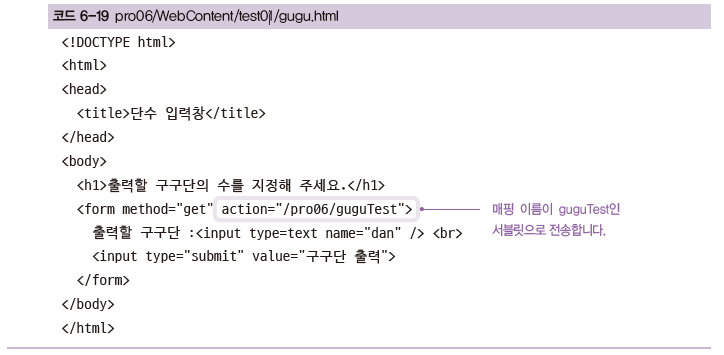 코드 6-19 pro06/WebContent/test01/gugu.html
<!DOCTYPE html>
<html>
<head>
  <title>단수 입력창</title>
</head>
<body>
  <h1>출력할 구구단의 수를 지정해 주세요.</h1>
  <form method="get" action="/pro06/guguTest">
매핑 이름이 guguTest인
서블릿으로 전송합니다.
    출력할 구구단 :<input type=text name="dan" /> <br>
    <input type="submit" value="구구단 출력">
  </form>
</body>
</html>